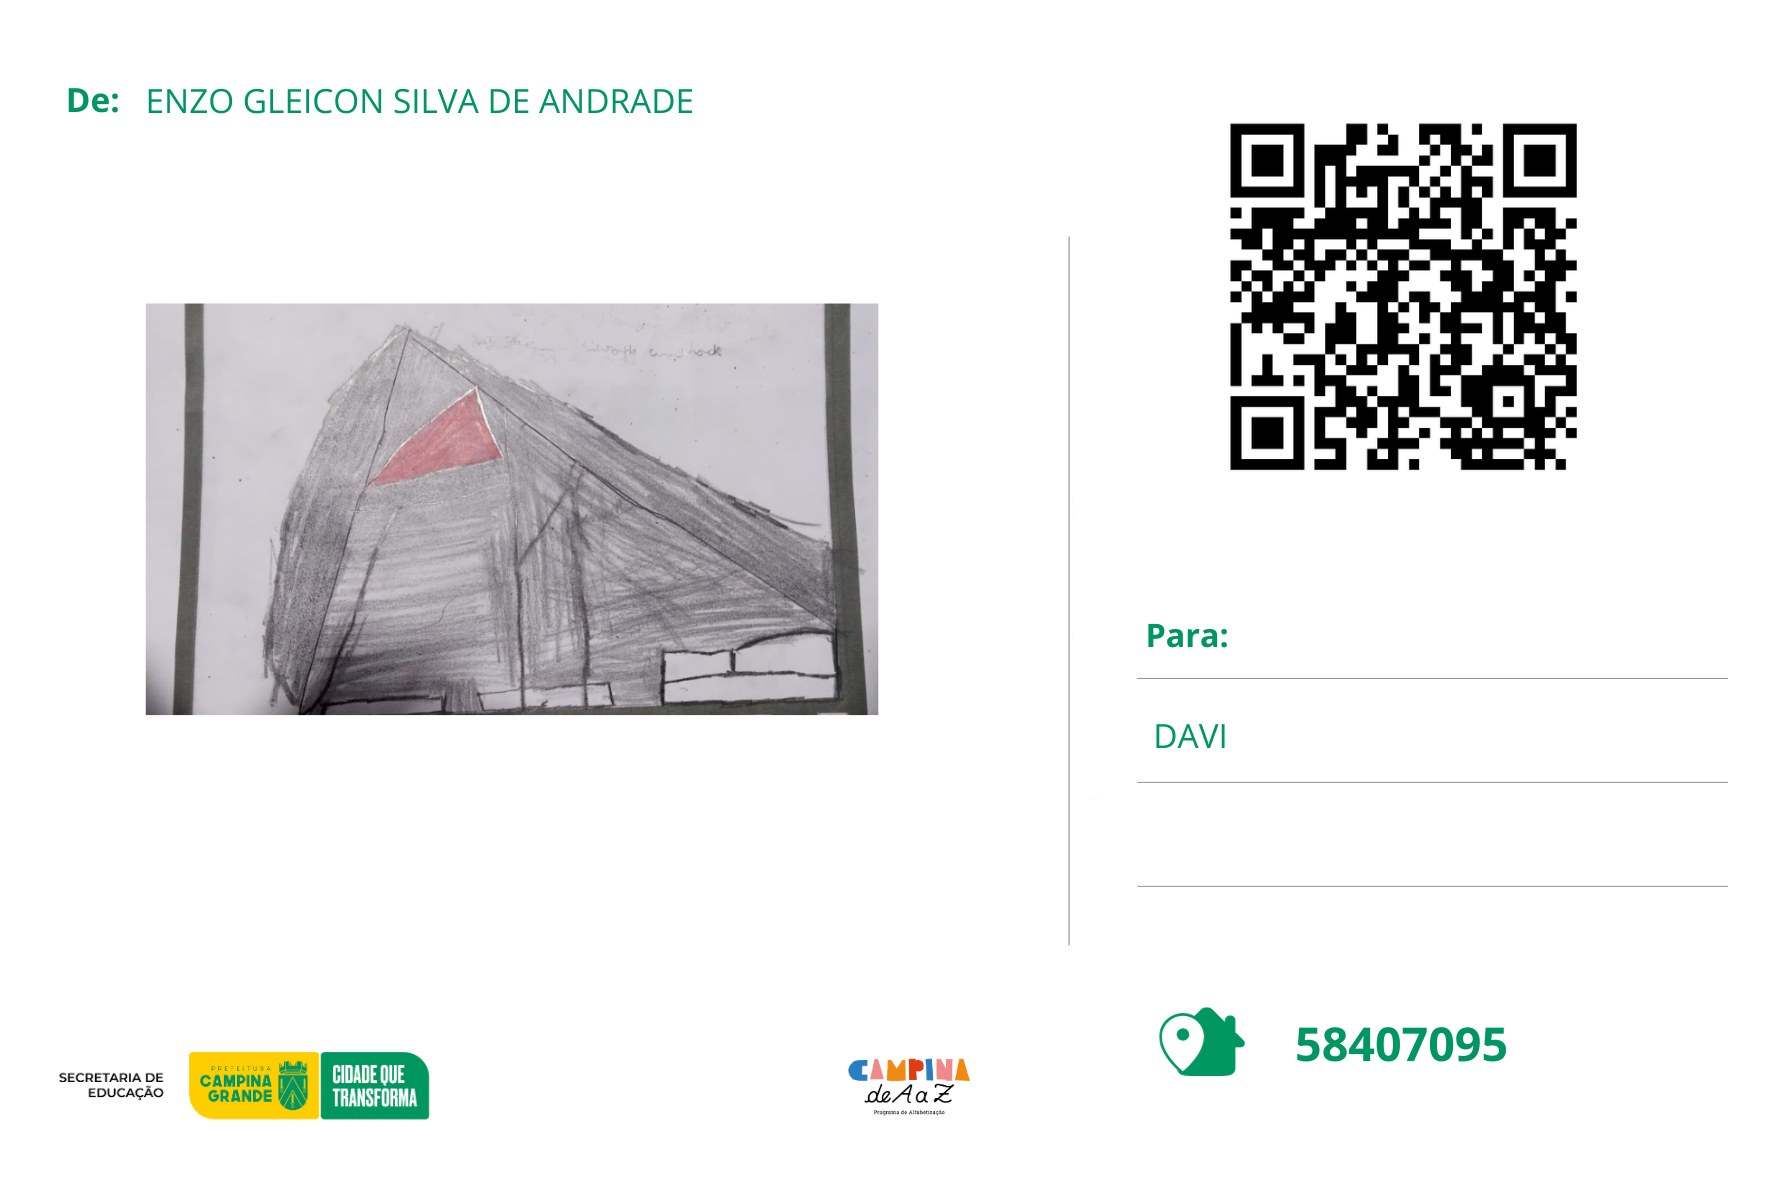 De: ENZO GLEICON SILVA DE ANDRADE
Para:
DAVI
58407095
SECRETARIA DE
EDUCAÇÃO
PREFEITURA
CAMPINA
GRANDE
CIDADE QUE
TRANSFORMA
CAMPINA
de A a Z
Programa de Alfabetização